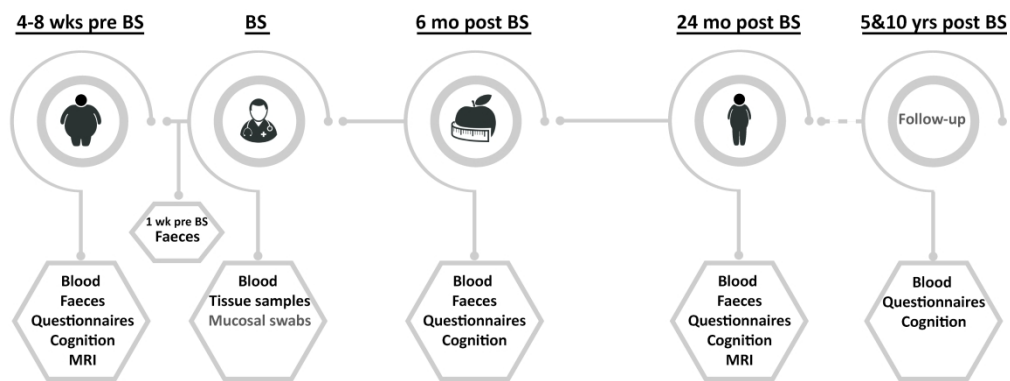 4-8 wks pre BS
BS
6 mo post BS
24 mo post BS
5&10 yrs post BS
Follow-up
1 wk pre BS
Faeces
Blood
Faeces
Questionnaires
Cognition
MRI
Blood
Tissue samples
Mucosal swabs
Blood
Faeces
Questionnaires
Cognition
Blood
Faeces
Questionnaires
Cognition
MRI
Blood
Questionnaires
Cognition